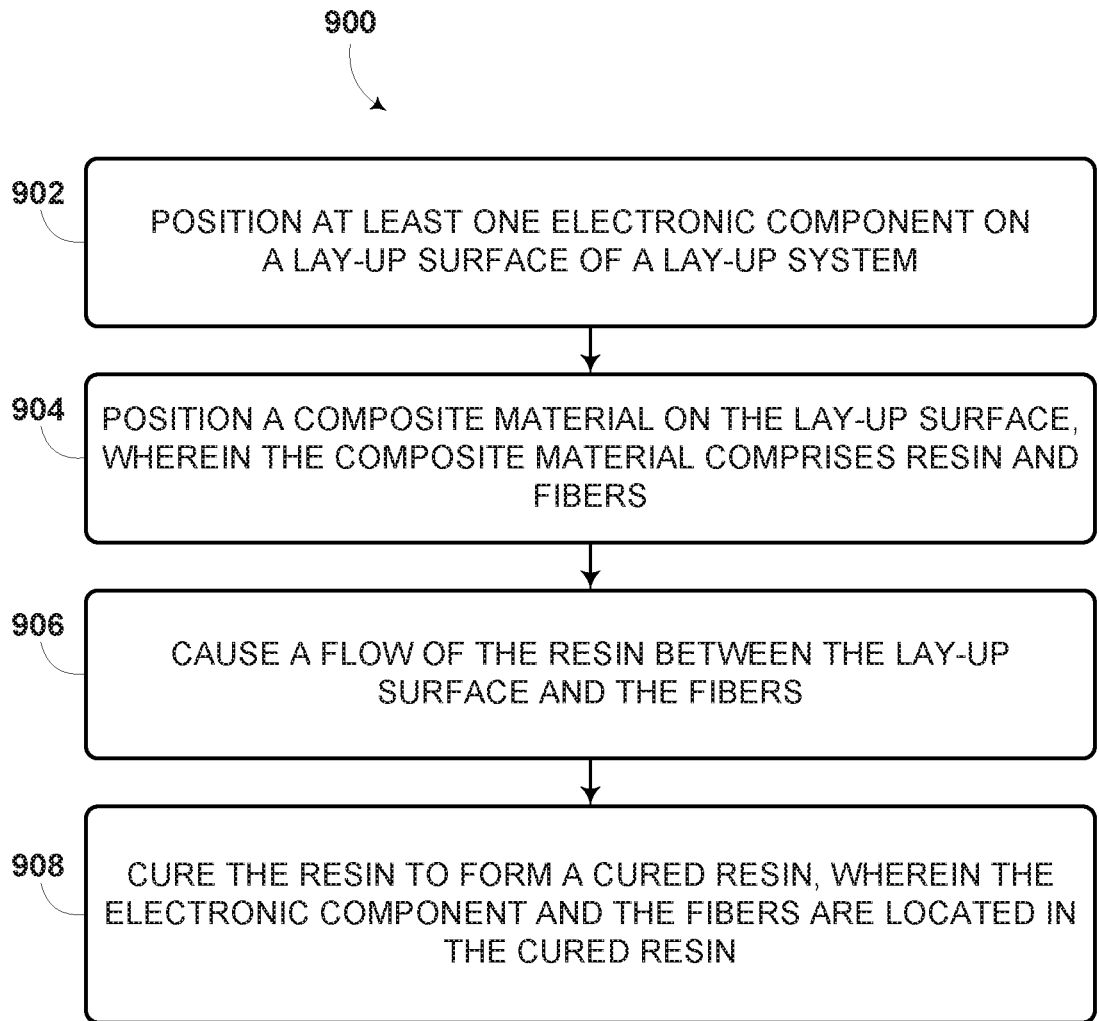 900
902
POSITION AT LEAST ONE ELECTRONIC COMPONENT ON
A LAY-UP SURFACE OF A LAY-UP SYSTEM
904
POSITION A COMPOSITE MATERIAL ON THE LAY-UP SURFACE,
WHEREIN THE COMPOSITE MATERIAL COMPRISES RESIN AND
FIBERS
906
CAUSE A FLOW OF THE RESIN BETWEEN THE LAY-UP
SURFACE AND THE FIBERS
908
CURE THE RESIN TO FORM A CURED RESIN, WHEREIN THE
ELECTRONIC COMPONENT AND THE FIBERS ARE LOCATED IN
THE CURED RESIN